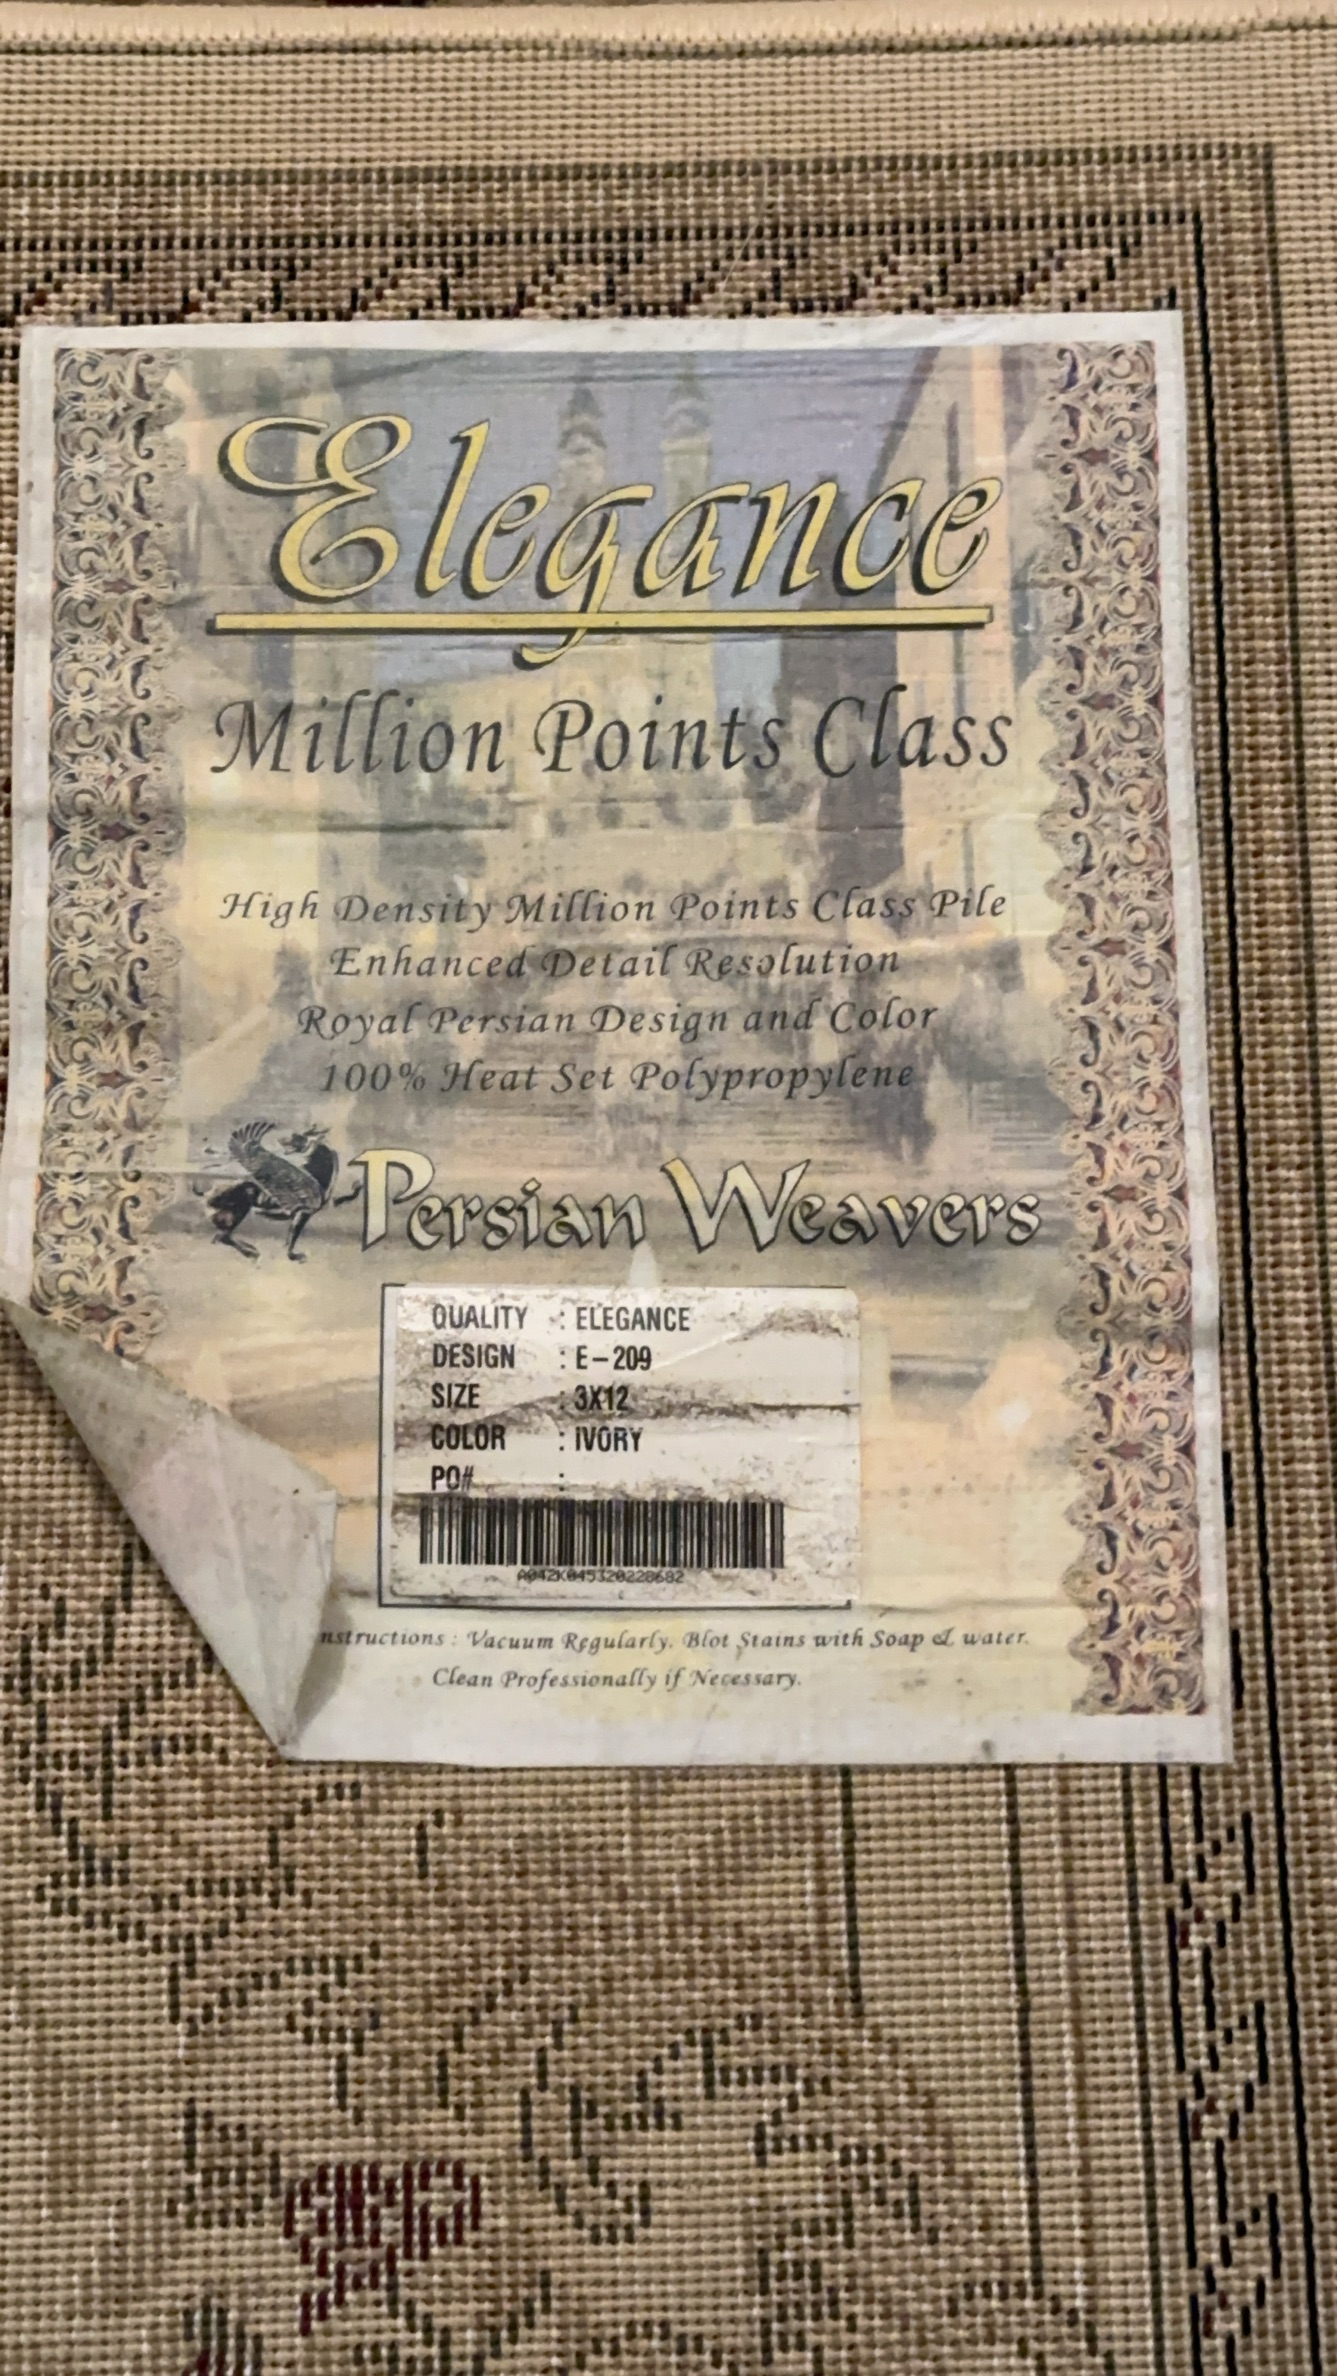 Elegance
Million Points Class
High Density Million Points Class Pile
Enhanced Detail Resolution
Royal Persian Design and Color
100% Heat Set Polypropylene
Persian Weavers
QUALITY : ELEGANCE
DESIGN : E-209
SIZE : 3X12
COLOR : IVORY
PO# :
A042K045320228682
nstructions : Vacuum Regularly. Blot Stains with Soap & water.
Clean Professionally if Necessary.